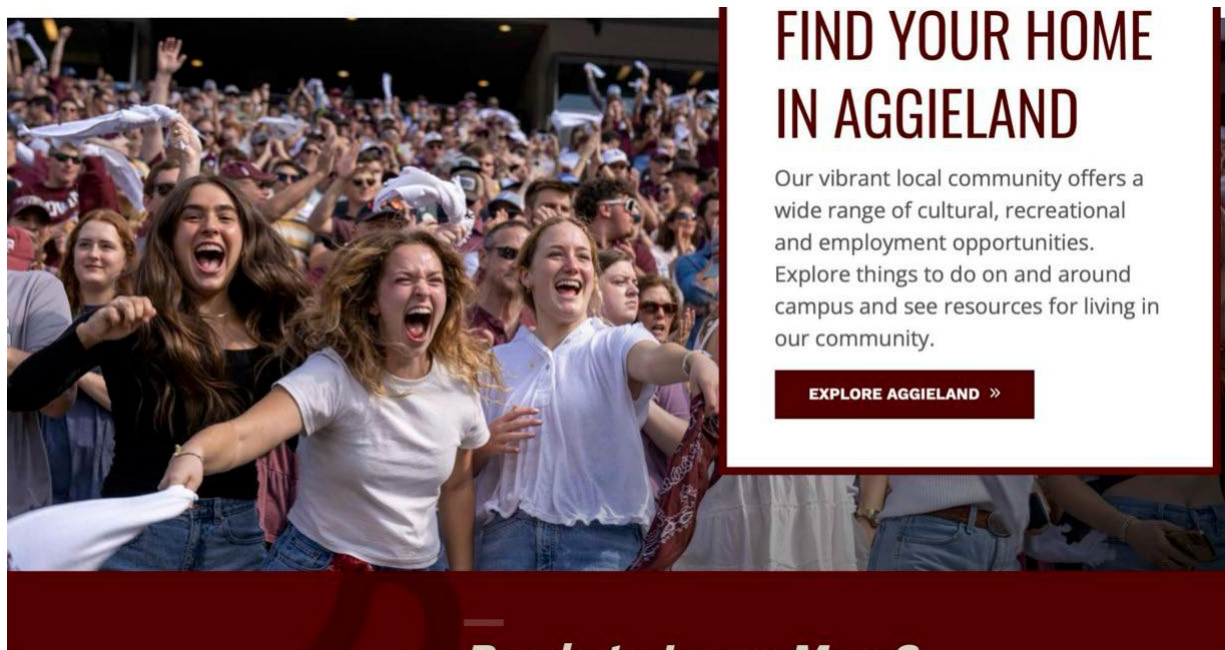 FIND YOUR HOME
IN AGGIELAND
Our vibrant local community offers a
wide range of cultural, recreational
and employment opportunities.
Explore things to do on and around
campus and see resources for living in
our community.
EXPLORE AGGIELAND »